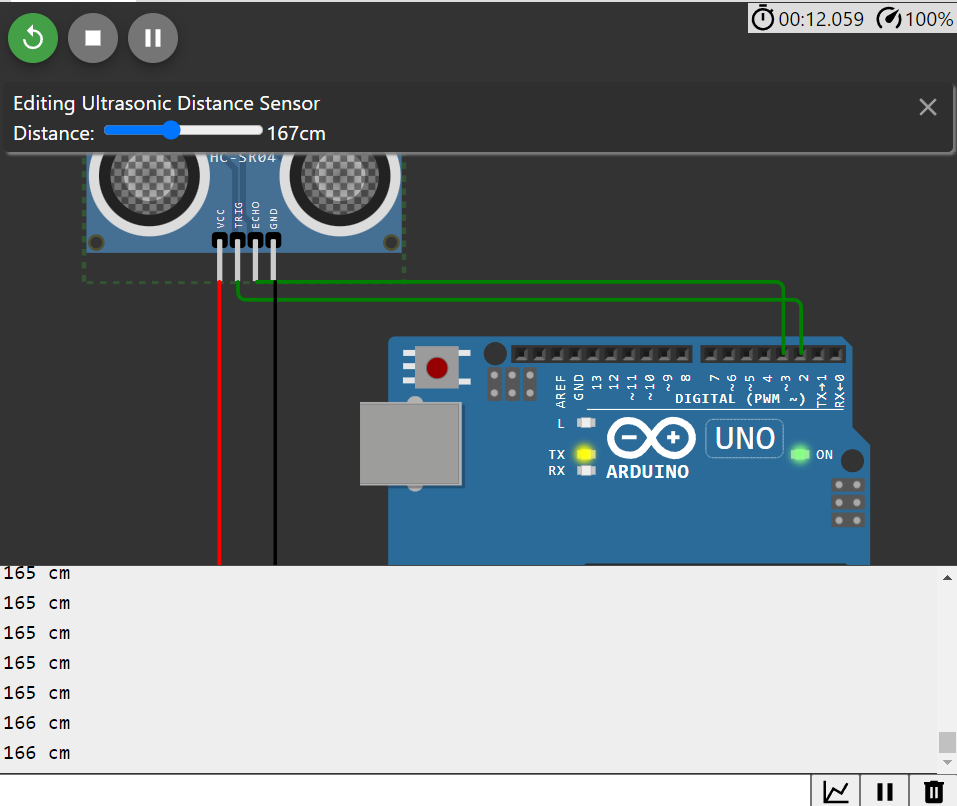 00:12.059 100%
Editing Ultrasonic Distance Sensor
Distance: 167cm
HC-SR04
VCC
TRIG
ECHO
GND
AREF
GND
13
12
~11
~10
~9
8
7
~6
~5
4
~3
2
TX→1
RX←0
DIGITAL (PWM ~)
L
TX
RX
UNO
ON
ARDUINO
165 cm
165 cm
165 cm
165 cm
165 cm
166 cm
166 cm